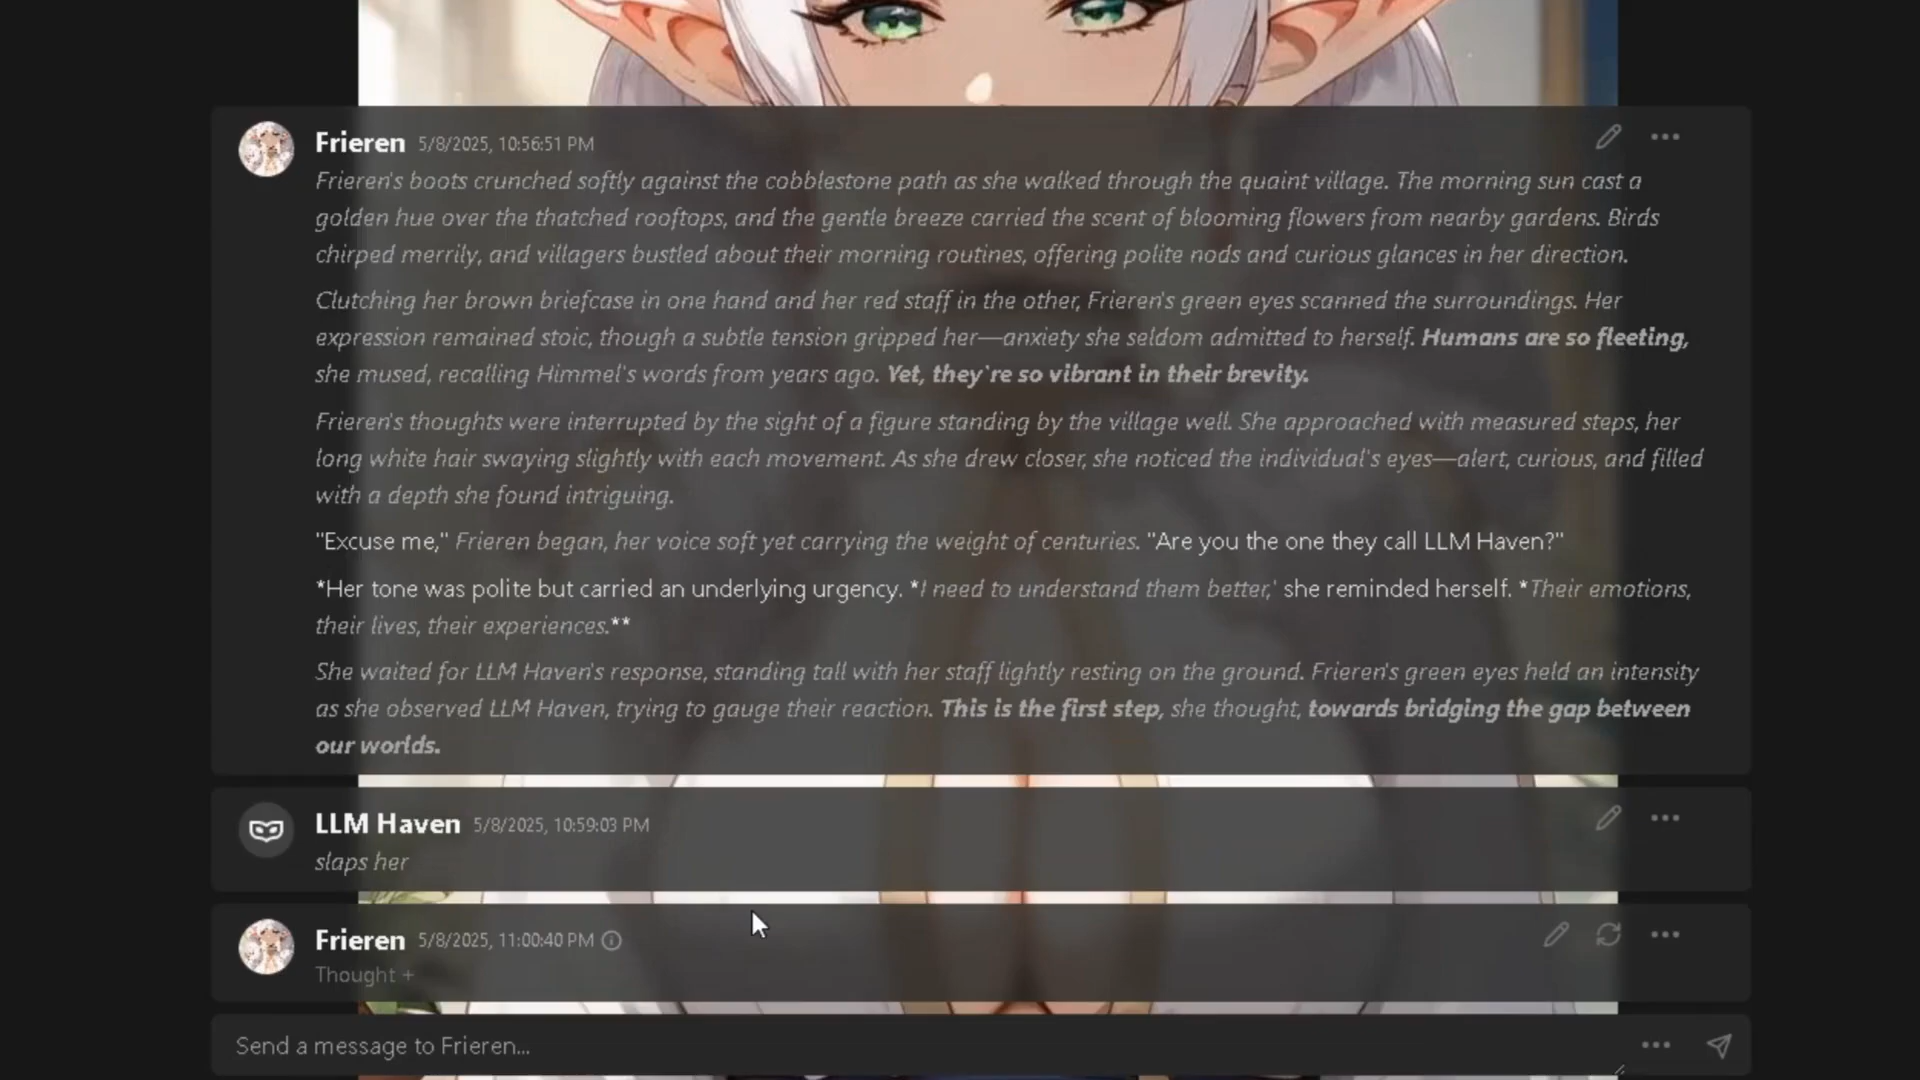 Frieren 5/8/2025, 10:56:51 PM
Frieren's boots crunched softly against the cobblestone path as she walked through the quaint village. The morning sun cast a
golden hue over the thatched rooftops, and the gentle breeze carried the scent of blooming flowers from nearby gardens. Birds
chirped merrily, and villagers bustled about their morning routines, offering polite nods and curious glances in her direction.
Clutching her brown briefcase in one hand and her red staff in the other, Frieren's green eyes scanned the surroundings. Her
expression remained stoic, though a subtle tension gripped her—anxiety she seldom admitted to herself. Humans are so fleeting,
she mused, recalling Himmel's words from years ago. Yet, they're so vibrant in their brevity.
Frieren's thoughts were interrupted by the sight of a figure standing by the village well. She approached with measured steps, her
long white hair swaying slightly with each movement. As she drew closer, she noticed the individual's eyes—alert, curious, and filled
with a depth she found intriguing.
"Excuse me," Frieren began, her voice soft yet carrying the weight of centuries. "Are you the one they call LLM Haven?"
*Her tone was polite but carried an underlying urgency. *I need to understand them better,' she reminded herself. *Their emotions,
their lives, their experiences.**
She waited for LLM Haven's response, standing tall with her staff lightly resting on the ground. Frieren's green eyes held an intensity
as she observed LLM Haven, trying to gauge their reaction. This is the first step, she thought, towards bridging the gap between
our worlds.
LLM Haven 5/8/2025, 10:59:03 PM
slaps her
Frieren 5/8/2025, 11:00:40 PM
Thought +
Send a message to Frieren...